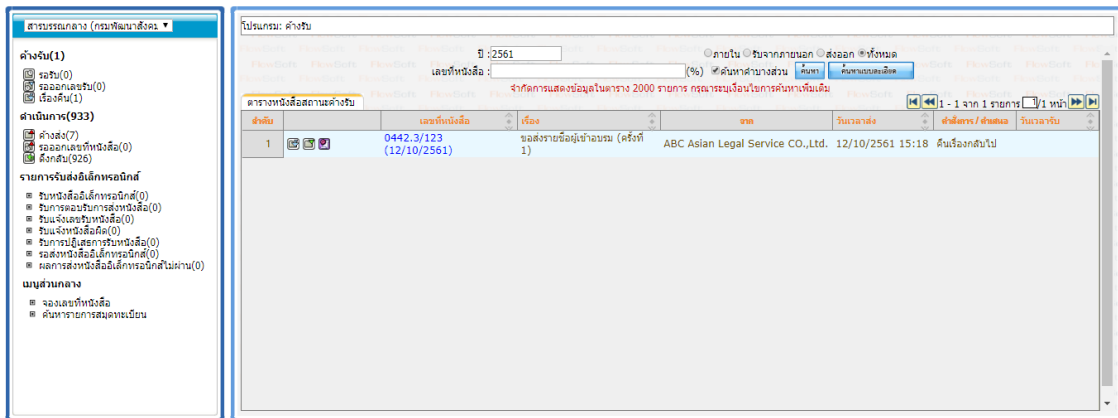 สารบรรณกลาง (กรมพัฒนาสังคม
ค้างรับ(1)
รอรับ(0)
รอออกเลขรับ(0)
เรื่องคืน(1)
ดำเนินการ(933)
ค้างส่ง(7)
รอออกเลขที่หนังสือ(0)
ดึงกลับ(926)
รายการรับส่งอิเล็กทรอนิกส์
รับหนังสืออิเล็กทรอนิกส์(0)
รับการตอบรับการส่งหนังสือ(0)
รับแจ้งเลขรับหนังสือ(0)
รับแจ้งหนังสือผิด(0)
รับการปฏิเสธการรับหนังสือ(0)
รอส่งหนังสืออิเล็กทรอนิกส์(0)
ผลการส่งหนังสืออิเล็กทรอนิกส์ไม่ผ่าน(0)
เมนูส่วนกลาง
จองเลขที่หนังสือ
ค้นหารายการสมุดทะเบียน
โปรแกรม: ค้างรับ
ปี :2561 ภายใน รับจากภายนอก ส่งออก ทั้งหมด
เลขที่หนังสือ : (%) ค้นหาคำบางส่วน ค้นหา ค้นหาแบบละเอียด
จำกัดการแสดงข้อมูลในตาราง 2000 รายการ กรุณาระบุเงื่อนไขการค้นหาเพิ่มเติม
ตารางหนังสือสถานะค้างรับ 1 - 1 จาก 1 รายการ 1/1 หน้า
ลำดับ เลขที่หนังสือ เรื่อง จาก วันเวลาส่ง คำสั่งการ/คำเสนอ วันเวลารับ
1 0442.3/123 (12/10/2561) ขอส่งรายชื่อผู้เข้าอบรม (ครั้งที่ 1) ABC Asian Legal Service CO.,Ltd. 12/10/2561 15:18 คืนเรื่องกลับไป